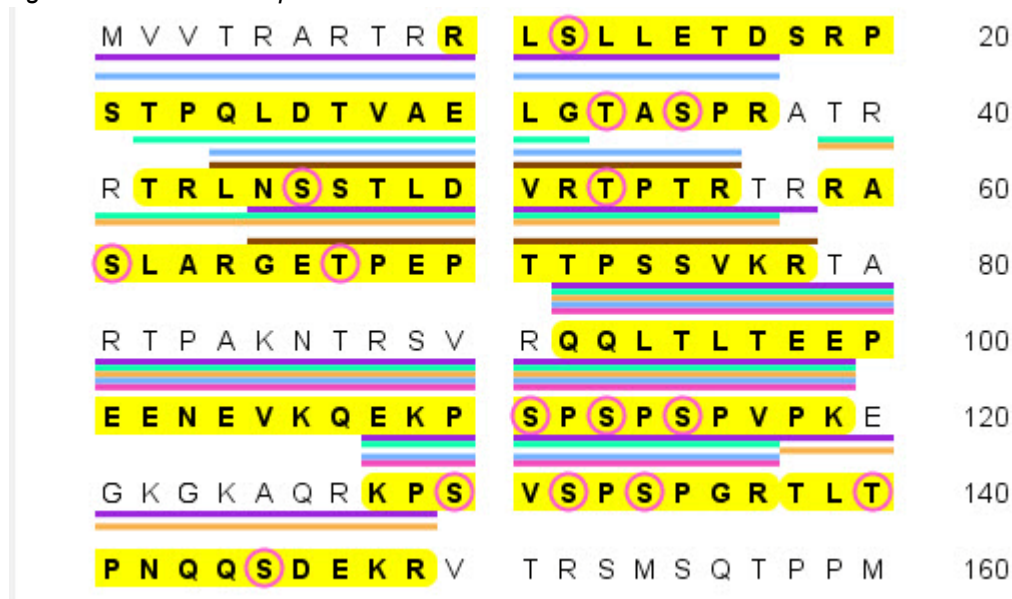 M V V T R A R T R R L S L L E T D S R P 20
S T P Q L D T V A E L G T A S P R A T R 40
R T R L N S S T L D V R T P T R T R R A 60
S L A R G E T P E P T T P S S V K R T A 80
R T P A K N T R S V R Q Q L T L T E E P 100
E E N E V K Q E K P S P S P S P V P K E 120
G K G K A Q R K P S V S P S P G R T L T 140
P N Q Q S D E K R V T R S M S Q T P P M 160